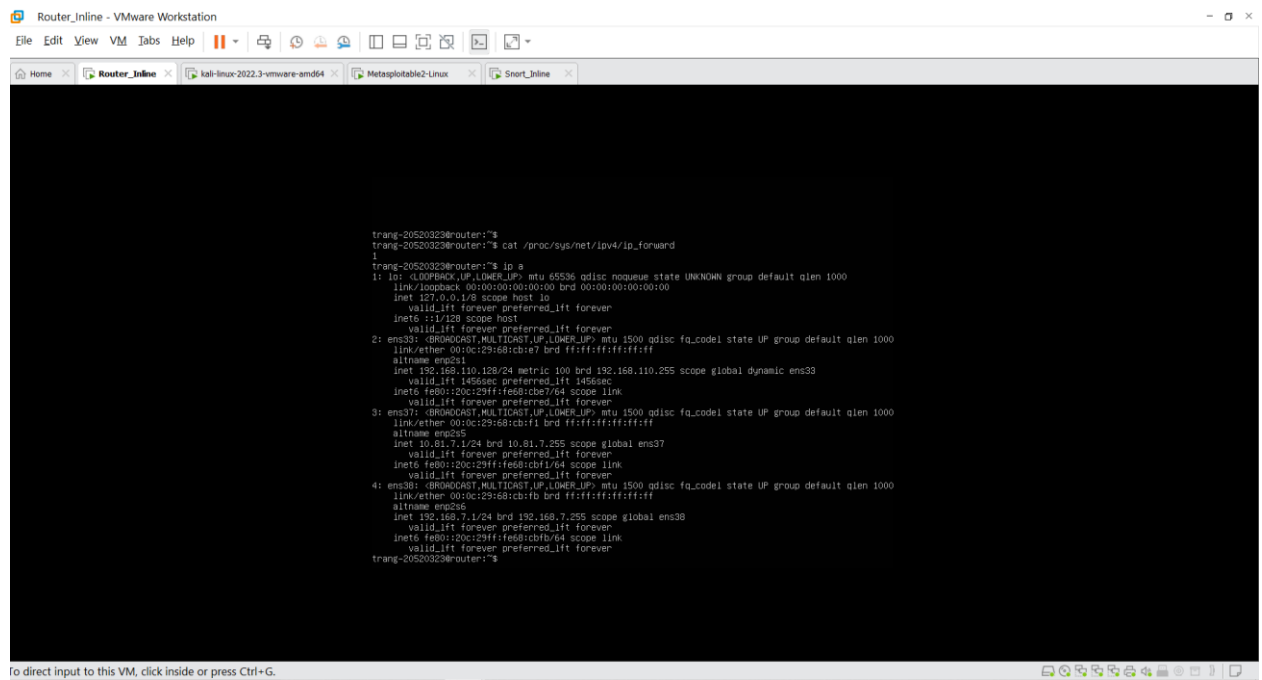 Router_Inline - VMware Workstation
File Edit View VM Tabs Help
Home Router_Inline kali-linux-2022.3-vmware-amd64 Metasploitable2-Linux Snort_Inline
trang-20520323@router:~$
trang-20520323@router:~$ cat /proc/sys/net/ipv4/ip_forward
1
trang-20520323@router:~$ ip a
1: lo: <LOOPBACK,UP,LOWER_UP> mtu 65536 qdisc noqueue state UNKNOWN group default qlen 1000
link/loopback 00:00:00:00:00:00 brd 00:00:00:00:00:00
inet 127.0.0.1/8 scope host lo
valid_lft forever preferred_lft forever
inet6 ::1/128 scope host
valid_lft forever preferred_lft forever
2: ens33: <BROADCAST,MULTICAST,UP,LOWER_UP> mtu 1500 qdisc fq_codel state UP group default qlen 1000
link/ether 00:0c:29:68:cb:e7 brd ff:ff:ff:ff:ff:ff
altname enp2s1
inet 192.168.110.128/24 metric 100 brd 192.168.110.255 scope global dynamic ens33
valid_lft 1456sec preferred_lft 1456sec
inet6 fe80::20c:29ff:fe68:cbe7/64 scope link
valid_lft forever preferred_lft forever
3: ens37: <BROADCAST,MULTICAST,UP,LOWER_UP> mtu 1500 qdisc fq_codel state UP group default qlen 1000
link/ether 00:0c:29:68:cb:f1 brd ff:ff:ff:ff:ff:ff
altname enp2s5
inet 10.81.7.1/24 brd 10.81.7.255 scope global ens37
valid_lft forever preferred_lft forever
inet6 fe80::20c:29ff:fe68:cbf1/64 scope link
valid_lft forever preferred_lft forever
4: ens38: <BROADCAST,MULTICAST,UP,LOWER_UP> mtu 1500 qdisc fq_codel state UP group default qlen 1000
link/ether 00:0c:29:68:cb:fb brd ff:ff:ff:ff:ff:ff
altname enp2s6
inet 192.168.7.1/24 brd 192.168.7.255 scope global ens38
valid_lft forever preferred_lft forever
inet6 fe80::20c:29ff:fe68:cbfb/64 scope link
valid_lft forever preferred_lft forever
trang-20520323@router:~$
To direct input to this VM, click inside or press Ctrl+G.